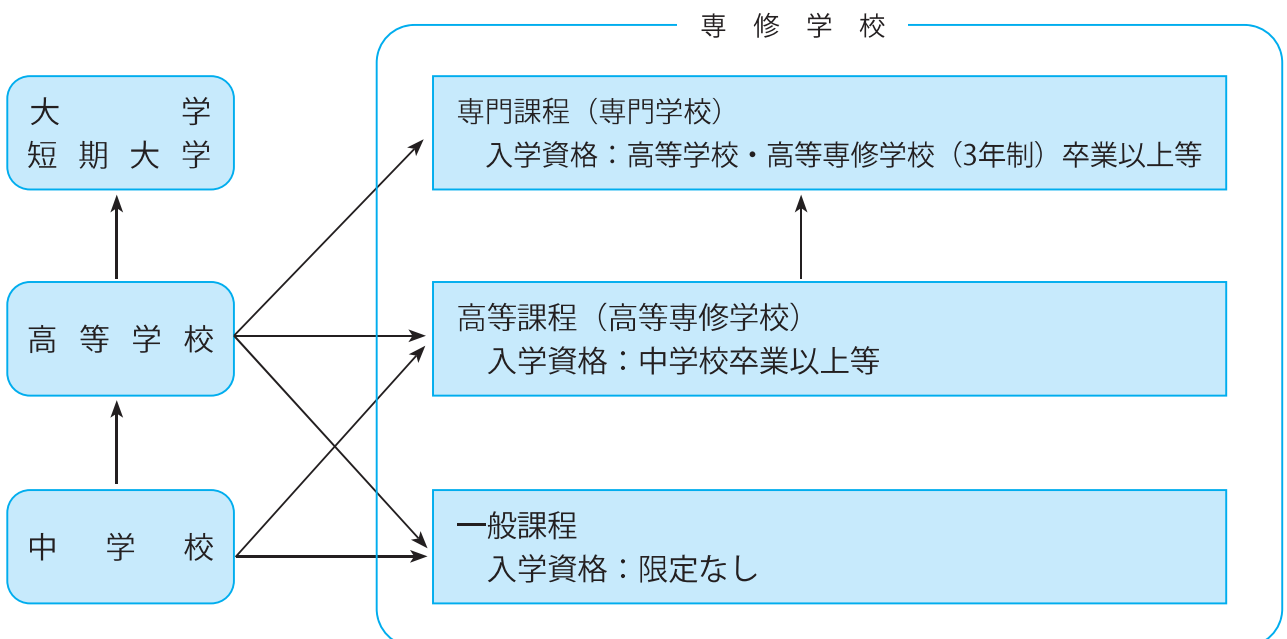 専修学校
大学
短期大学
専門課程（専門学校）
入学資格：高等学校・高等専修学校（3年制）卒業以上等
高等学校
高等課程（高等専修学校）
入学資格：中学校卒業以上等
中学校
一般課程
入学資格：限定なし